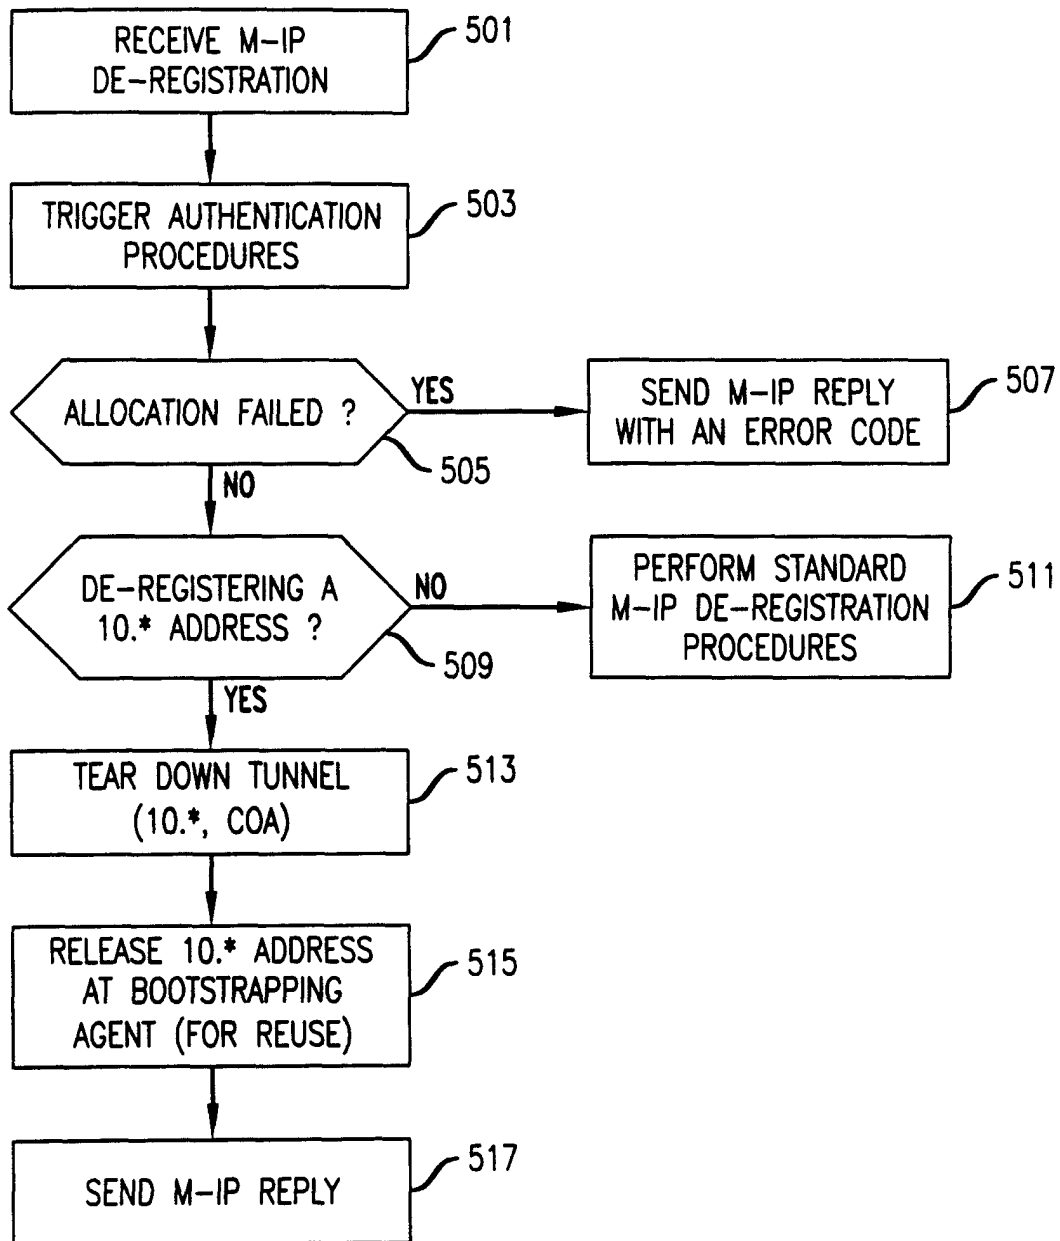 RECEIVE M-IP
DE-REGISTRATION
501
TRIGGER AUTHENTICATION
PROCEDURES
503
ALLOCATION FAILED ?
505
YES
SEND M-IP REPLY
WITH AN ERROR CODE
507
NO
DE-REGISTERING A
10.* ADDRESS ?
509
NO
PERFORM STANDARD
M-IP DE-REGISTRATION
PROCEDURES
511
YES
TEAR DOWN TUNNEL
(10.*, COA)
513
RELEASE 10.* ADDRESS
AT BOOTSTRAPPING
AGENT (FOR REUSE)
515
SEND M-IP REPLY
517